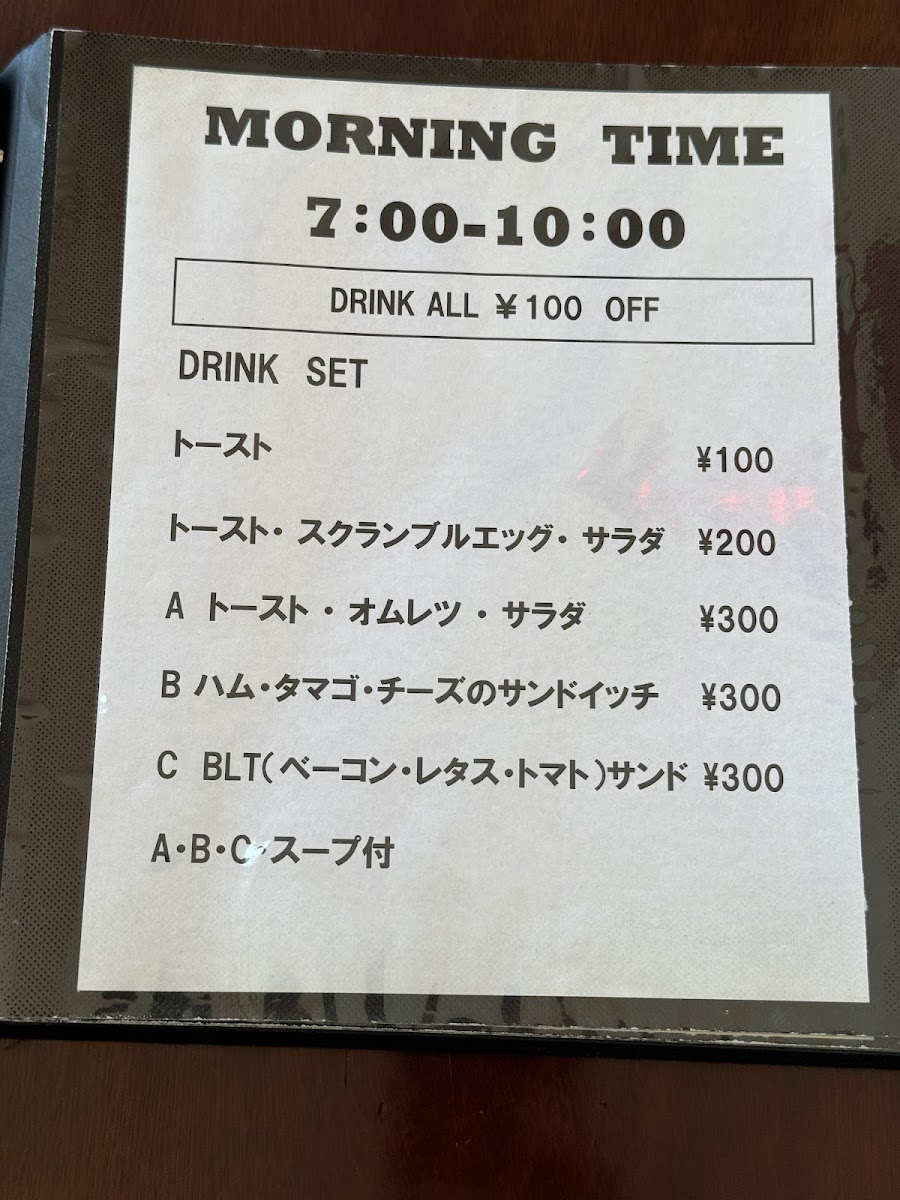 MORNING TIME
7:00-10:00
DRINK ALL ￥100 OFF
DRINK SET
トースト ¥100
トースト・スクランブルエッグ・サラダ ¥200
A トースト・オムレツ・サラダ ¥300
B ハム・タマゴ・チーズのサンドイッチ ¥300
C BLT(ベーコン・レタス・トマト)サンド ¥300
A・B・C・スープ付